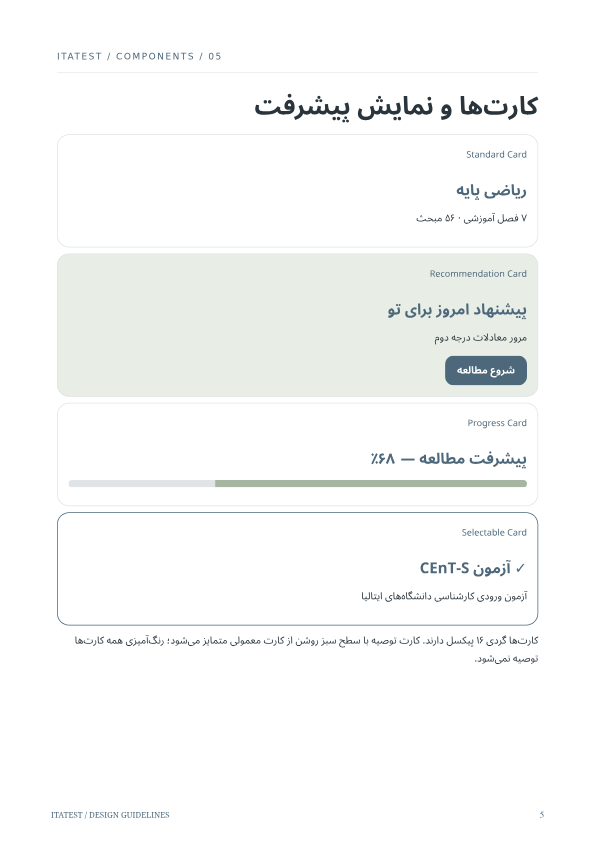 ITATEST / COMPONENTS / 05
کارت‌ها و نمایش پیشرفت
Standard Card
ریاضی پایه
۷ فصل آموزشی · ۵۶ مبحث
Recommendation Card
پیشنهاد امروز برای تو
مرور معادلات درجه دوم
شروع مطالعه
Progress Card
پیشرفت مطالعه — ۶۸٪
Selectable Card
✓ آزمون CEnT-S
آزمون ورودی کارشناسی دانشگاه‌های ایتالیا
کارت‌ها گردی ۱۶ پیکسل دارند. کارت توصیه با سطح سبز روشن از کارت معمولی متمایز می‌شود؛ رنگ‌آمیزی همه کارت‌ها
توصیه نمی‌شود.
ITATEST / DESIGN GUIDELINES
5